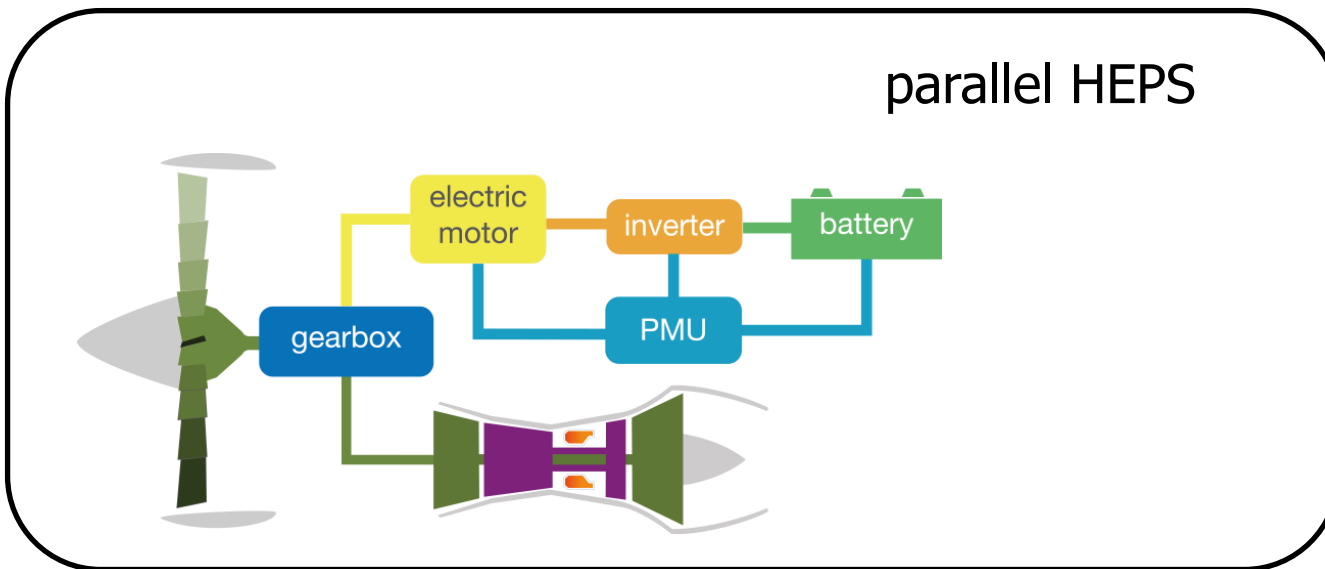 parallel HEPS
electric
motor
inverter
battery
gearbox
PMU